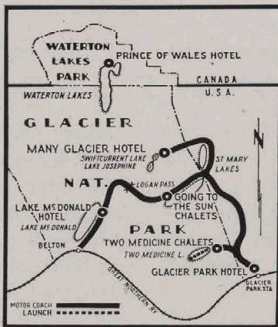 WATERTON
LAKES
PARK
PRINCE OF WALES HOTEL
CANADA
U.S.A.
WATERTON LAKES
GLACIER
MANY GLACIER HOTEL
SWIFTCURRENT LAKE
LAKE JOSEPHINE
ST MARY
LAKES
NAT.
LOGAN PASS
GOING TO
THE SUN
CHALETS
LAKE McDONALD
HOTEL
LAKE McDONALD
PARK
BELTON
TWO MEDICINE CHALETS
TWO MEDICINE L.
GLACIER PARK HOTEL
GLACIER
PARK STA
GREAT NORTHERN RY
MOTOR COACH
LAUNCH